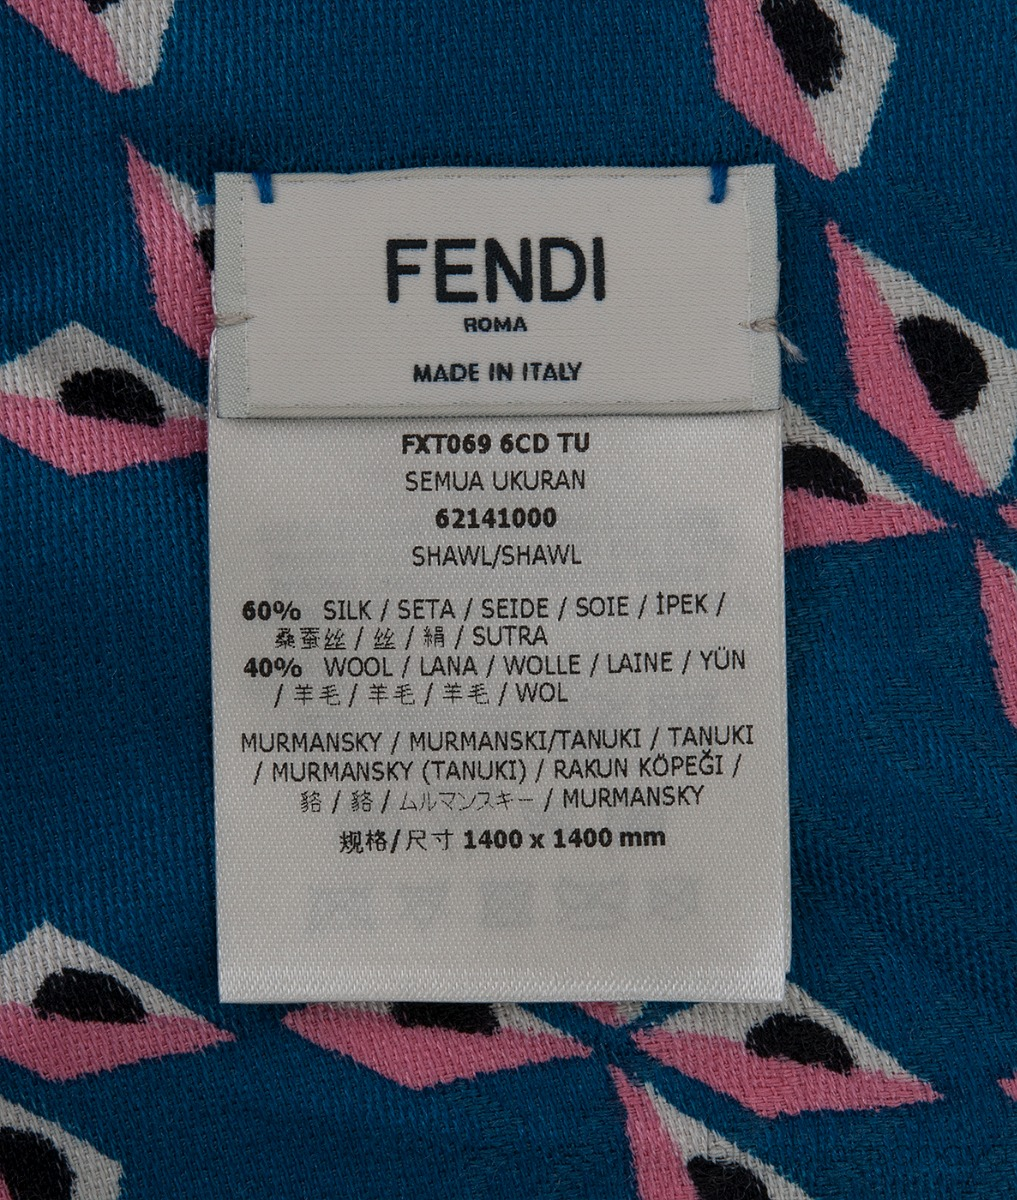 FENDI
ROMA
MADE IN ITALY
FXT069 6CD TU
SEMUA UKURAN
62141000
SHAWL/SHAWL
60% SILK / SETA / SEIDE / SOIE / İPEK /
桑蚕丝 / 丝 / 絹 / SUTRA
40% WOOL / LANA / WOLLE / LAINE / YÜN
/ 羊毛 / 羊毛 / 羊毛 / WOL
MURMANSKY / MURMANSKI/TANUKI / TANUKI
/ MURMANSKY (TANUKI) / RAKUN KÖPEĞI /
貉 / 貉 / ムルマンスキー / MURMANSKY
规格/尺寸 1400 x 1400 mm